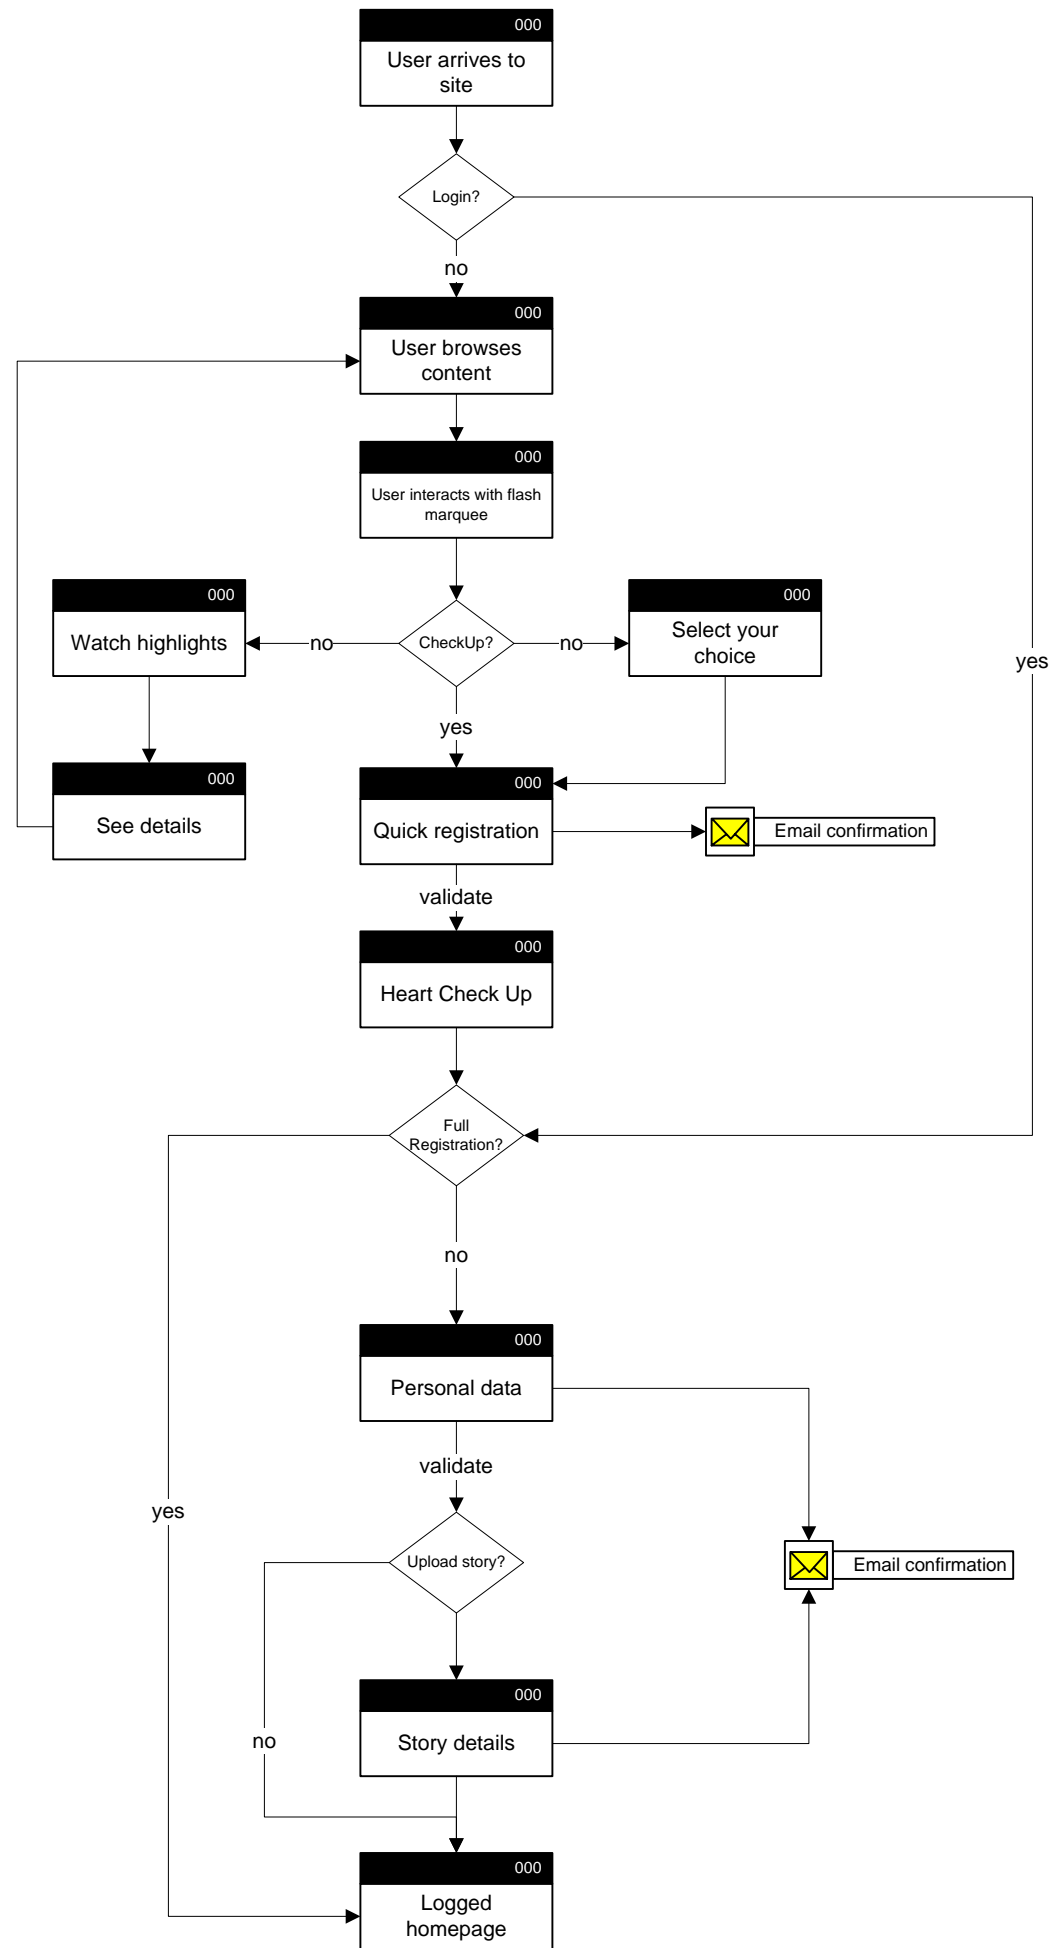 000
User arrives to
site
Login?
no
000
User browses
content
000
User interacts with flash
marquee
000
Watch highlights
no
CheckUp?
no
000
Select your
choice
yes
yes
000
See details
000
Quick registration
Email confirmation
validate
000
Heart Check Up
Full
Registration?
no
000
Personal data
validate
yes
Upload story?
Email confirmation
000
Story details
no
000
Logged
homepage